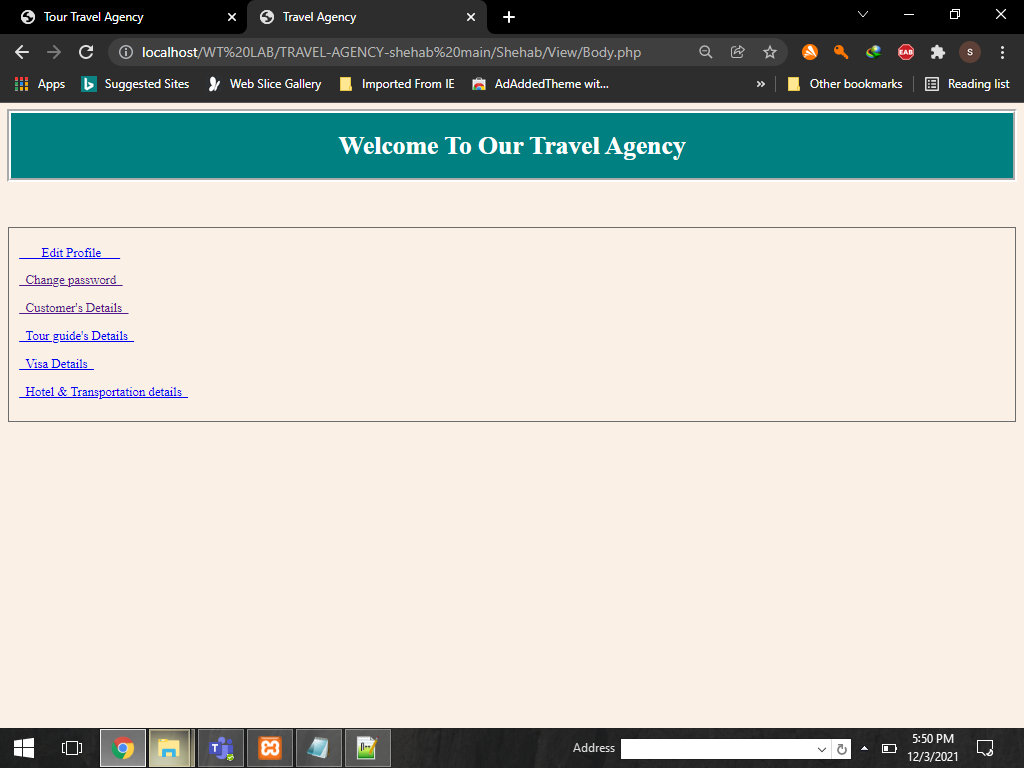 Tour Travel Agency
Travel Agency
localhost/WT%20LAB/TRAVEL-AGENCY-shehab%20main/Shehab/View/Body.php
EAB
S
Apps
b Suggested Sites
Web Slice Gallery
Imported From IE
AdAddedTheme wit...
»
Other bookmarks
Reading list
Welcome To Our Travel Agency
Edit Profile
Change password
Customer's Details
Tour guide's Details
Visa Details
Hotel & Transportation details
Address
5:50 PM
12/3/2021